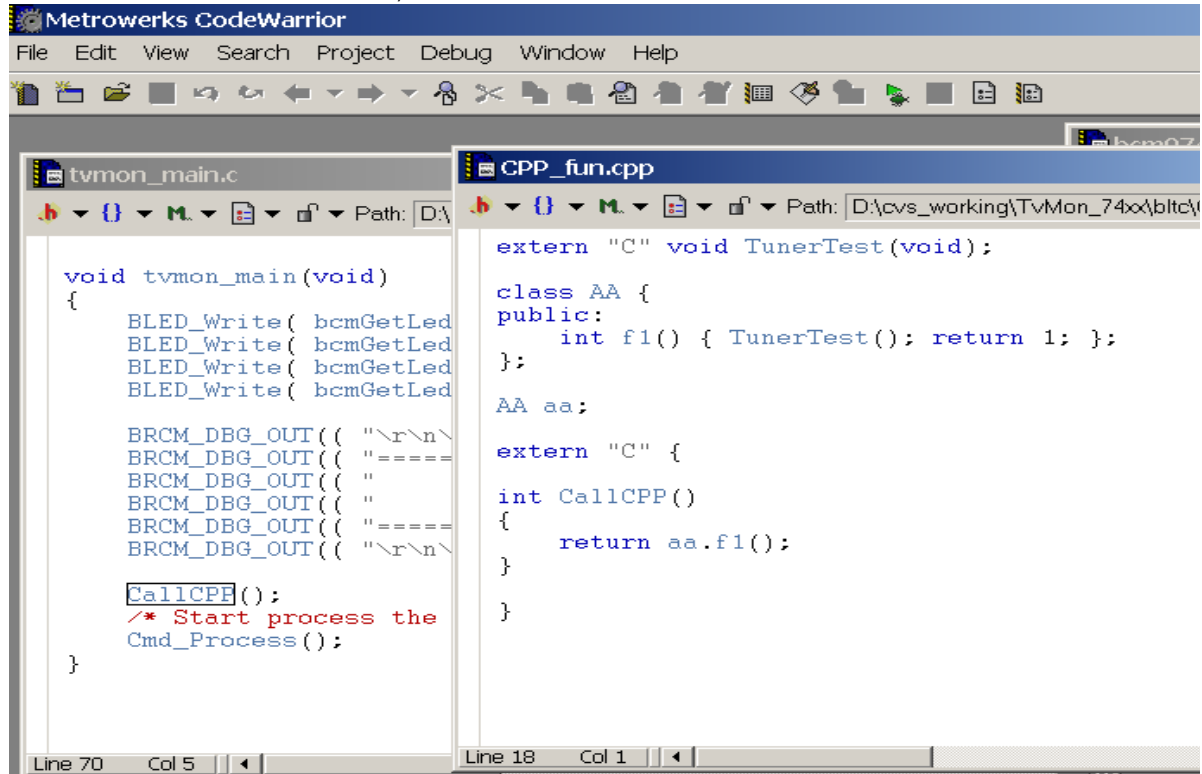 Metrowerks CodeWarrior
File Edit View Search Project Debug Window Help
tvmon_main.c
.h {} M. Path: D:\
void tvmon_main(void)
{
BLED_Write( bcmGetLed
BLED_Write( bcmGetLed
BLED_Write( bcmGetLed
BLED_Write( bcmGetLed
BRCM_DBG_OUT(( "\r\n\
BRCM_DBG_OUT(( "=====
BRCM_DBG_OUT(( "
BRCM_DBG_OUT(( "
BRCM_DBG_OUT(( "=====
BRCM_DBG_OUT(( "\r\n\
CallCPP();
/* Start process the
Cmd_Process();
}
Line 70 Col 5
CPP_fun.cpp
.h {} M. Path: D:\cvs_working\TvMon_74xx\bltc\
extern "C" void TunerTest(void);
class AA {
public:
int f1() { TunerTest(); return 1; };
};
AA aa;
extern "C" {
int CallCPP()
{
return aa.f1();
}
}
Line 18 Col 1